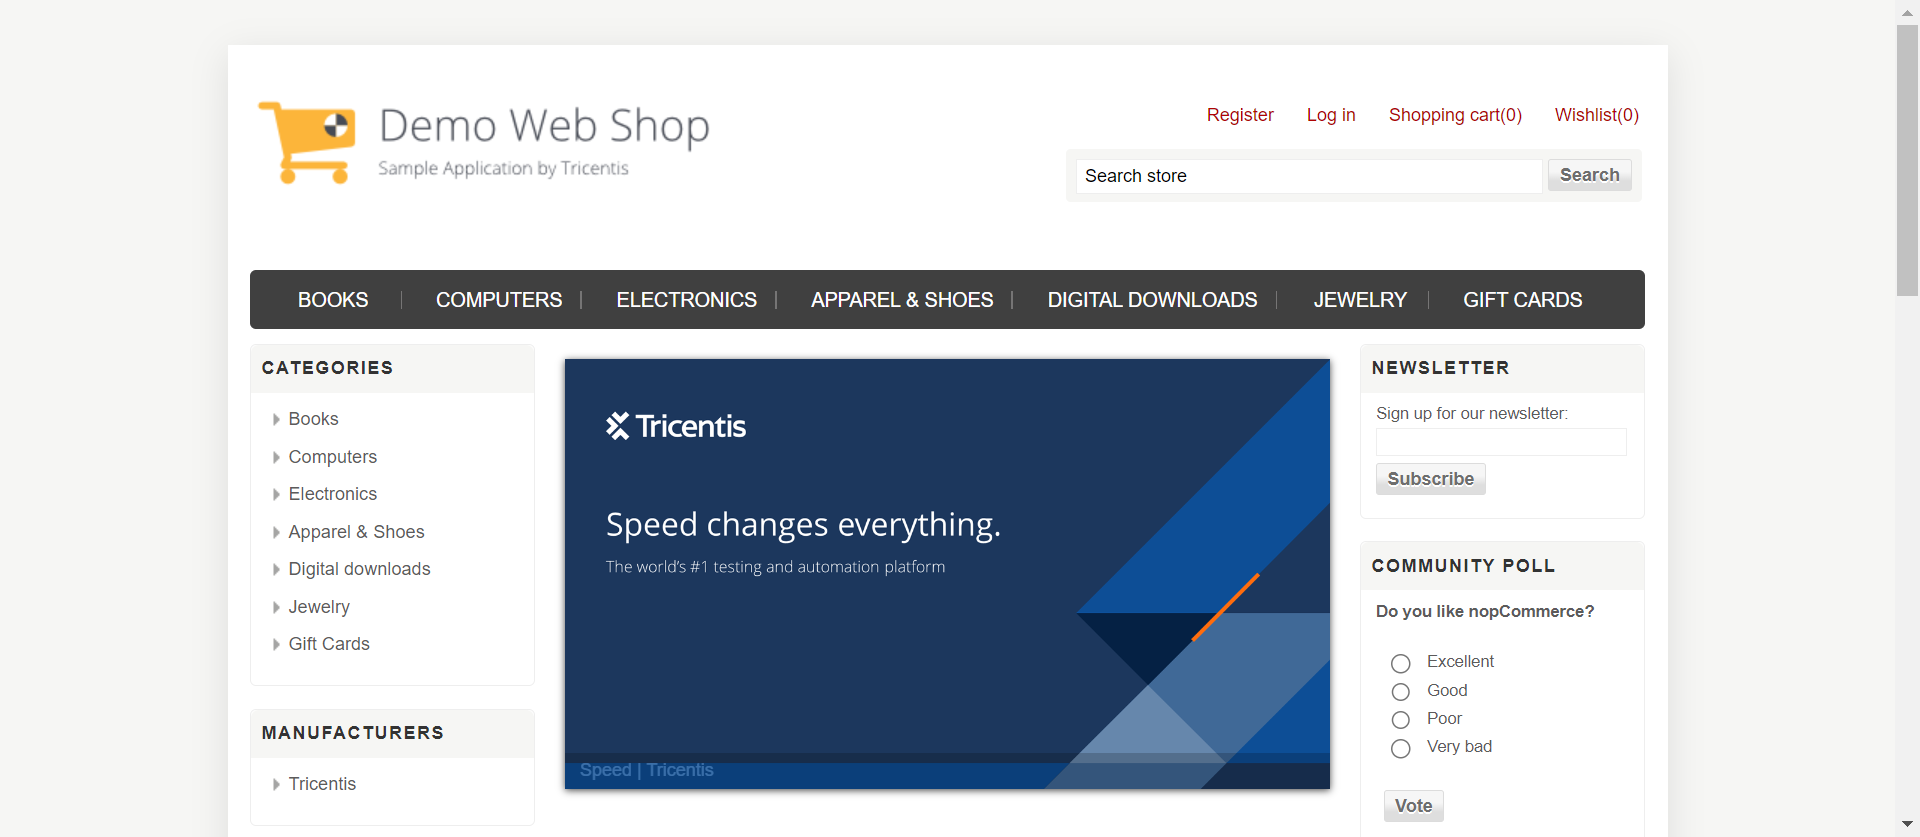 Demo Web Shop
Sample Application by Tricentis
Register Log in Shopping cart(0) Wishlist(0)
Search store Search
BOOKS COMPUTERS ELECTRONICS APPAREL & SHOES DIGITAL DOWNLOADS JEWELRY GIFT CARDS
CATEGORIES
Books
Computers
Electronics
Apparel & Shoes
Digital downloads
Jewelry
Gift Cards
MANUFACTURERS
Tricentis
Tricentis
Speed changes everything.
The world's #1 testing and automation platform
Speed | Tricentis
NEWSLETTER
Sign up for our newsletter:
Subscribe
COMMUNITY POLL
Do you like nopCommerce?
Excellent
Good
Poor
Very bad
Vote